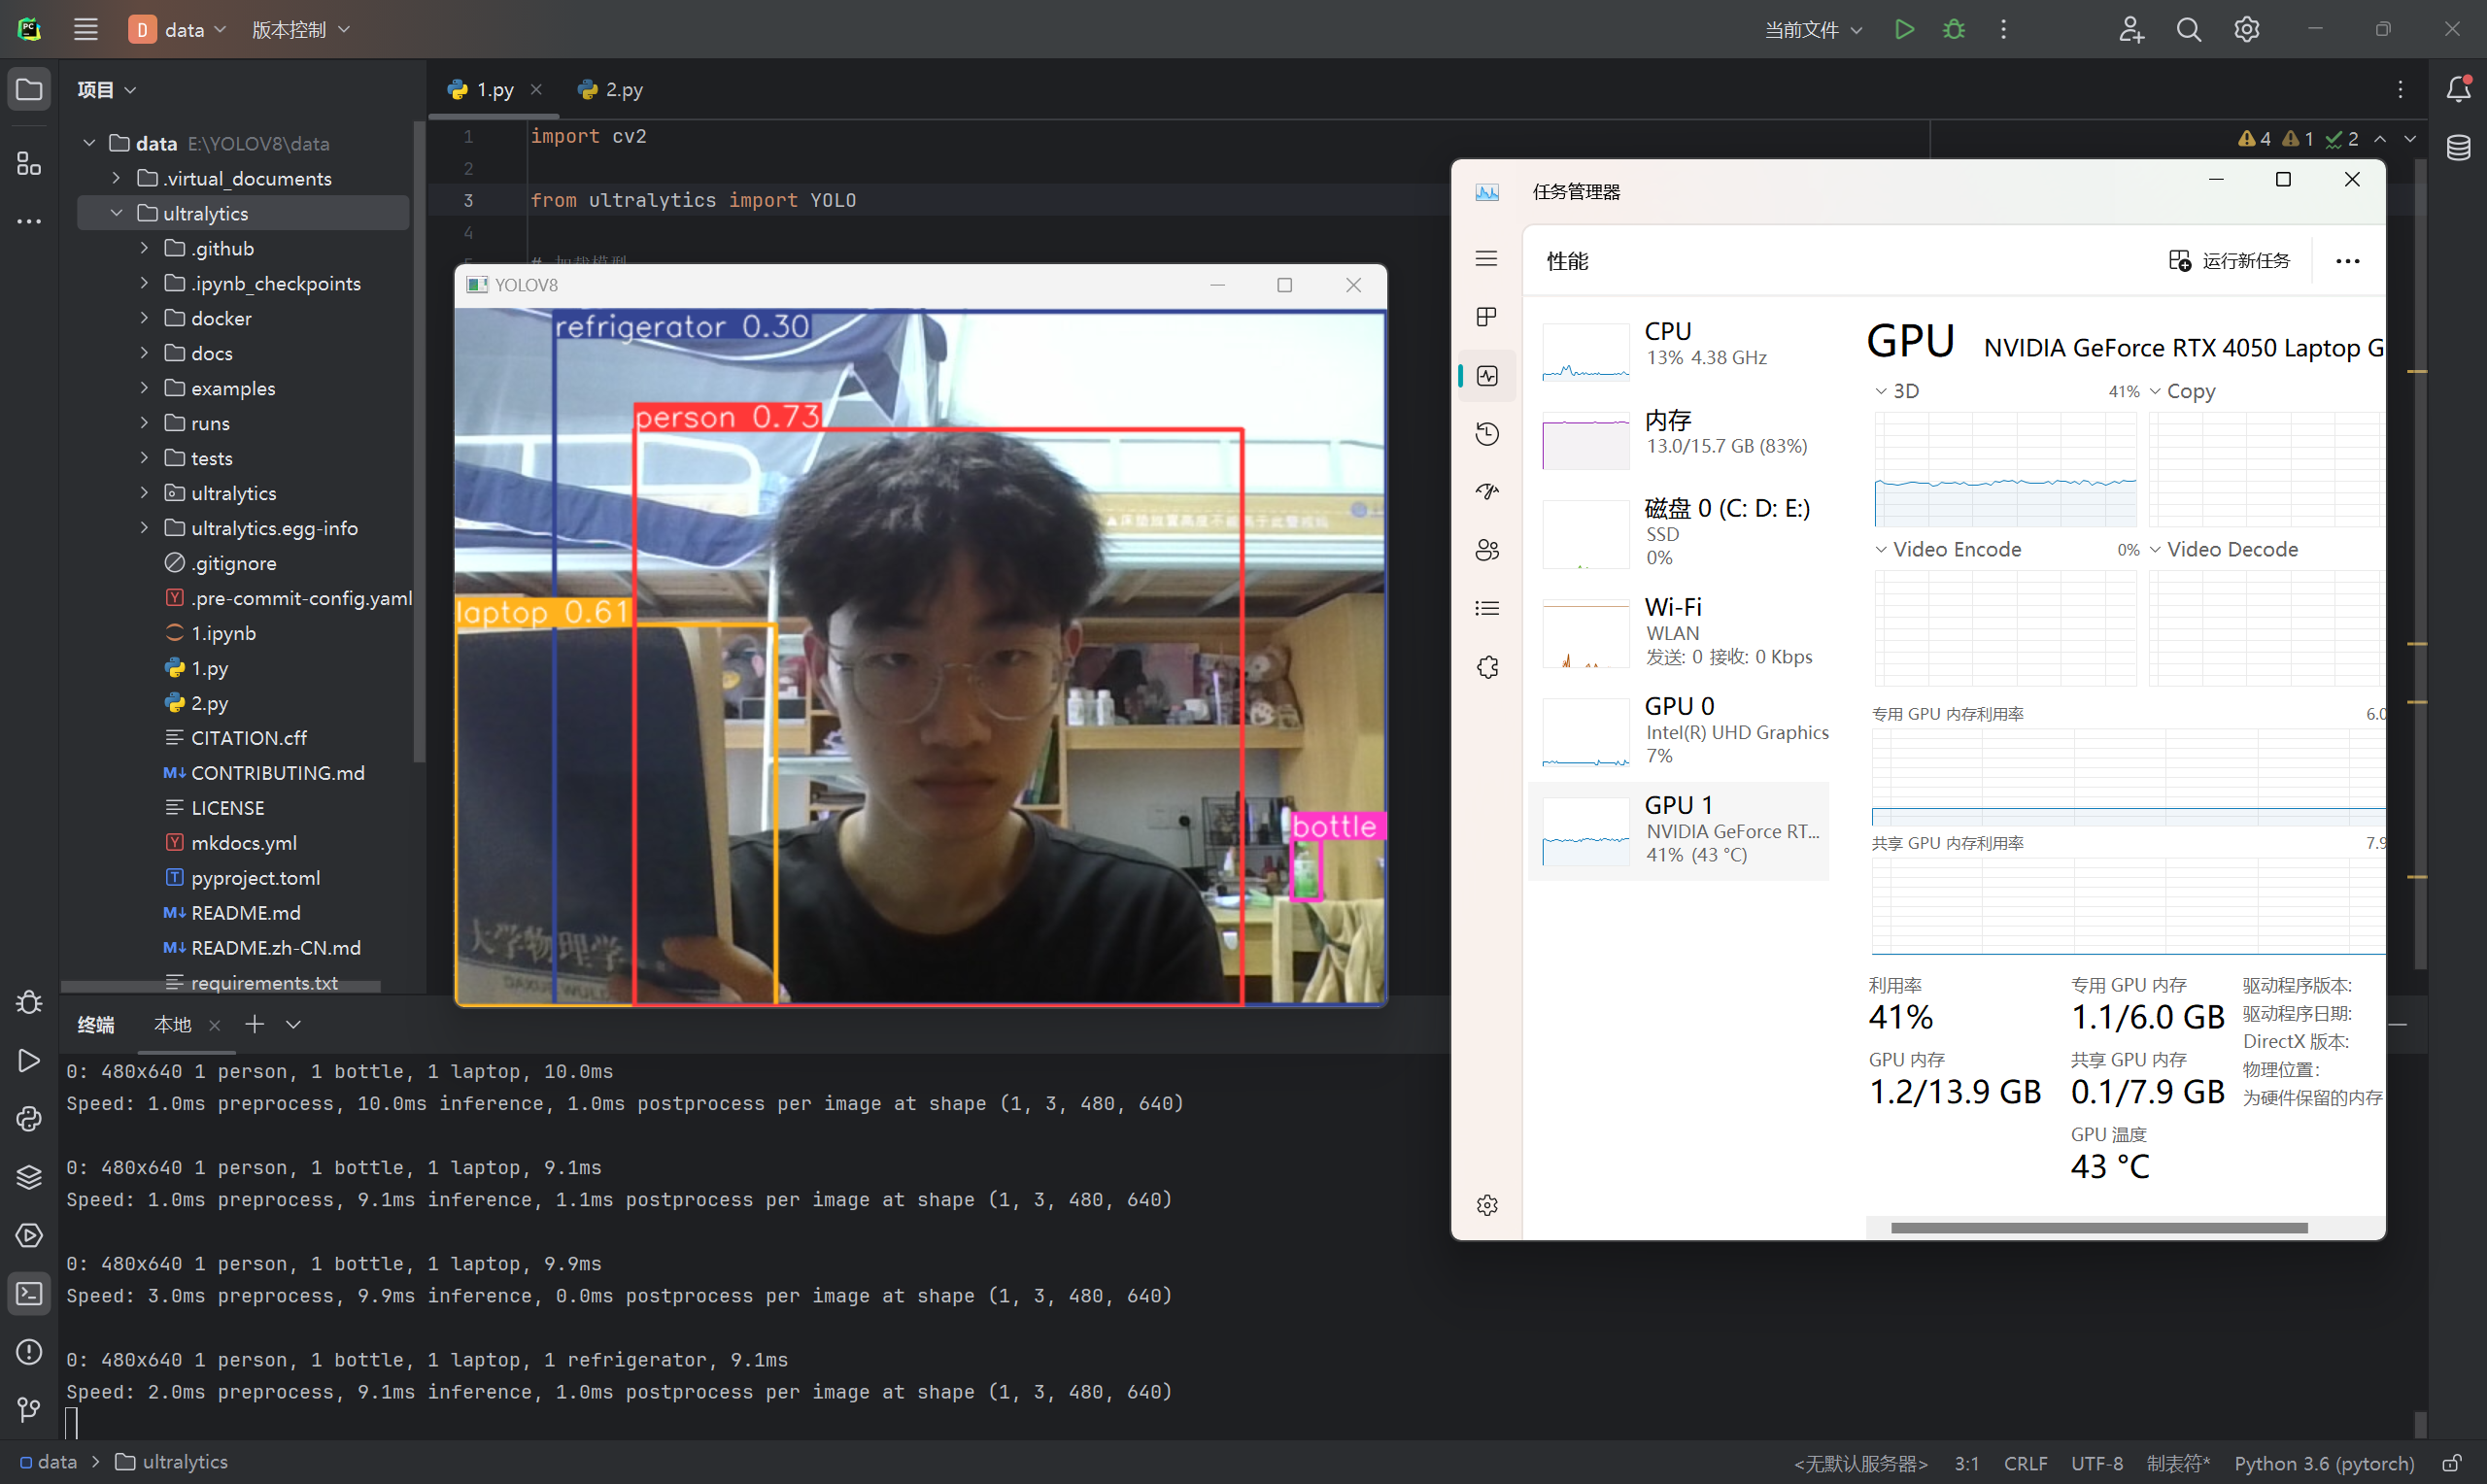 D data 版本控制
当前文件
项目
1.py
2.py
data E:\YOLOV8\data
.virtual_documents
ultralytics
.github
.ipynb_checkpoints
docker
docs
examples
runs
tests
ultralytics
ultralytics.egg-info
.gitignore
.pre-commit-config.yaml
1.ipynb
1.py
2.py
CITATION.cff
CONTRIBUTING.md
LICENSE
mkdocs.yml
pyproject.toml
README.md
README.zh-CN.md
requirements.txt
1 import cv2
2
3 from ultralytics import YOLO
4
# 加载模型
4 1 2
YOLOV8
refrigerator 0.30
person 0.73
laptop 0.61
bottle
大学物理学
任务管理器
性能
运行新任务
CPU
13% 4.38 GHz
内存
13.0/15.7 GB (83%)
磁盘 0 (C: D: E:)
SSD
0%
Wi-Fi
WLAN
发送: 0 接收: 0 Kbps
GPU 0
Intel(R) UHD Graphics
7%
GPU 1
NVIDIA GeForce RT...
41% (43 °C)
GPU NVIDIA GeForce RTX 4050 Laptop G
3D 41% Copy
Video Encode 0% Video Decode
专用 GPU 内存利用率 6.0
共享 GPU 内存利用率 7.9
利用率
41%
专用 GPU 内存
1.1/6.0 GB
GPU 内存
1.2/13.9 GB
共享 GPU 内存
0.1/7.9 GB
GPU 温度
43 °C
驱动程序版本:
驱动程序日期:
DirectX 版本:
物理位置:
为硬件保留的内存
终端 本地
0: 480x640 1 person, 1 bottle, 1 laptop, 10.0ms
Speed: 1.0ms preprocess, 10.0ms inference, 1.0ms postprocess per image at shape (1, 3, 480, 640)
0: 480x640 1 person, 1 bottle, 1 laptop, 9.1ms
Speed: 1.0ms preprocess, 9.1ms inference, 1.1ms postprocess per image at shape (1, 3, 480, 640)
0: 480x640 1 person, 1 bottle, 1 laptop, 9.9ms
Speed: 3.0ms preprocess, 9.9ms inference, 0.0ms postprocess per image at shape (1, 3, 480, 640)
0: 480x640 1 person, 1 bottle, 1 laptop, 1 refrigerator, 9.1ms
Speed: 2.0ms preprocess, 9.1ms inference, 1.0ms postprocess per image at shape (1, 3, 480, 640)
data > ultralytics
<无默认服务器> 3:1 CRLF UTF-8 制表符* Python 3.6 (pytorch)